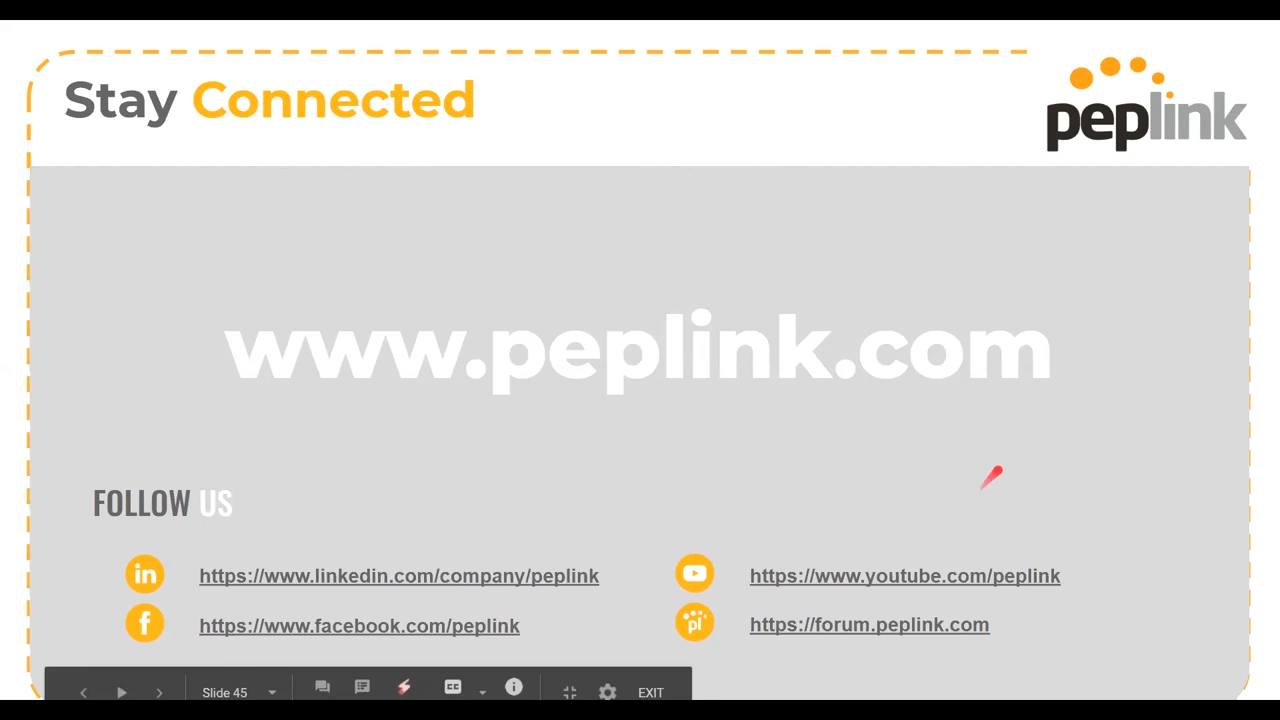 Stay Connected
peplink
www.peplink.com
FOLLOW US
in https://www.linkedin.com/company/peplink
f https://www.facebook.com/peplink
https://www.youtube.com/peplink
pl https://forum.peplink.com
Slide 45 CC i EXIT